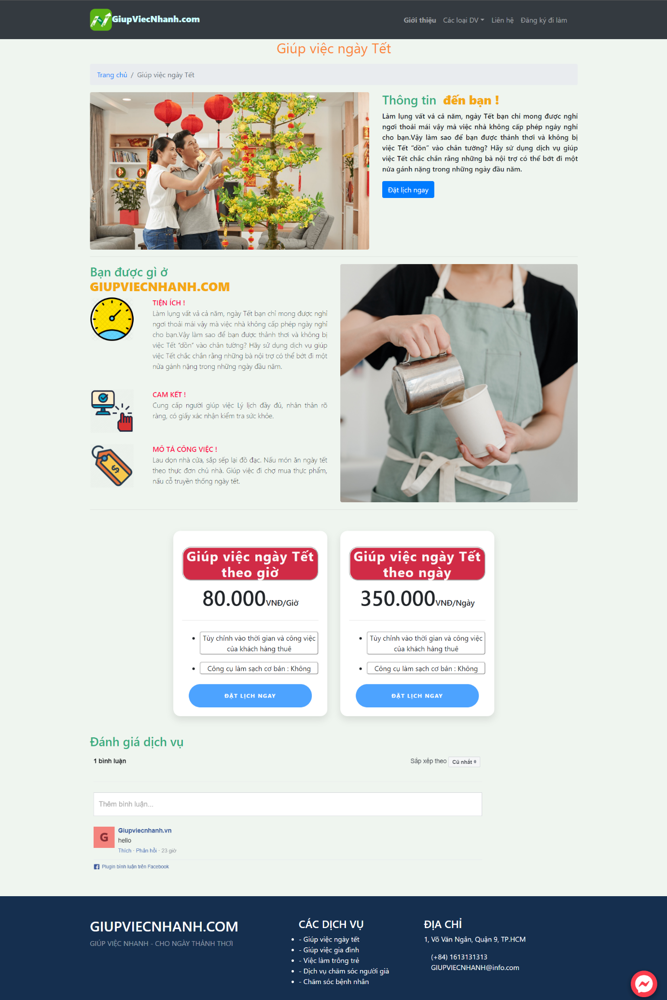 GiupViecNhanh.com
Giới thiệu Các loại DV Liên hệ Đăng ký đi làm
Giúp việc ngày Tết
Trang chủ / Giúp việc ngày Tết
Thông tin đến bạn !
Làm lụng vất vả cả năm, ngày Tết bạn chỉ mong được nghỉ
ngơi thoải mái vậy mà việc nhà không cấp phép ngày nghỉ
cho bạn.Vậy làm sao để bạn được thảnh thơi và không bị
việc Tết “dồn” vào chân tường? Hãy sử dụng dịch vụ giúp
việc Tết chắc chắn rằng những bà nội trợ có thể bớt đi một
nửa gánh nặng trong những ngày đầu năm.
Đặt lịch ngay
Bạn được gì ở
GIUPVIECNHANH.COM
TIỆN ÍCH !
Làm lụng vất vả cả năm, ngày Tết bạn chỉ mong được nghỉ
ngơi thoải mái vậy mà việc nhà không cấp phép ngày nghỉ
cho bạn.Vậy làm sao để bạn được thảnh thơi và không bị
việc Tết “dồn” vào chân tường? Hãy sử dụng dịch vụ giúp
việc Tết chắc chắn rằng những bà nội trợ có thể bớt đi một
nửa gánh nặng trong những ngày đầu năm.
CAM KẾT !
Cung cấp người giúp việc Lý lịch đầy đủ, nhân thân rõ
ràng, có giấy xác nhận kiểm tra sức khỏe.
MÔ TẢ CÔNG VIỆC !
Lau dọn nhà cửa, sắp sếp lại đồ đạc. Nấu món ăn ngày tết
theo thực đơn chủ nhà. Giúp việc đi chợ mua thực phẩm,
nấu cỗ truyền thống ngày tết.
Giúp việc ngày Tết
theo giờ
80.000VNĐ/Giờ
Tùy chỉnh vào thời gian và công việc
của khách hàng thuê
Công cụ làm sạch cơ bản : Không
ĐẶT LỊCH NGAY
Giúp việc ngày Tết
theo ngày
350.000VNĐ/Ngày
Tùy chỉnh vào thời gian và công việc
của khách hàng thuê
Công cụ làm sạch cơ bản : Không
ĐẶT LỊCH NGAY
Đánh giá dịch vụ
1 bình luận
Sắp xếp theo Cũ nhất
Thêm bình luận...
G
Giupviecnhanh.vn
hello
Thích · Phản hồi · 23 giờ
Plugin bình luận trên Facebook
GIUPVIECNHANH.COM
GIÚP VIỆC NHANH - CHO NGÀY THẢNH THƠI
CÁC DỊCH VỤ
- Giúp việc ngày tết
- Giúp việc gia đình
- Việc làm trông trẻ
- Dịch vụ chăm sóc người già
- Chăm sóc bệnh nhân
ĐỊA CHỈ
1, Võ Văn Ngân, Quận 9, TP.HCM
(+84) 1613131313
GIUPVIECNHANH@info.com